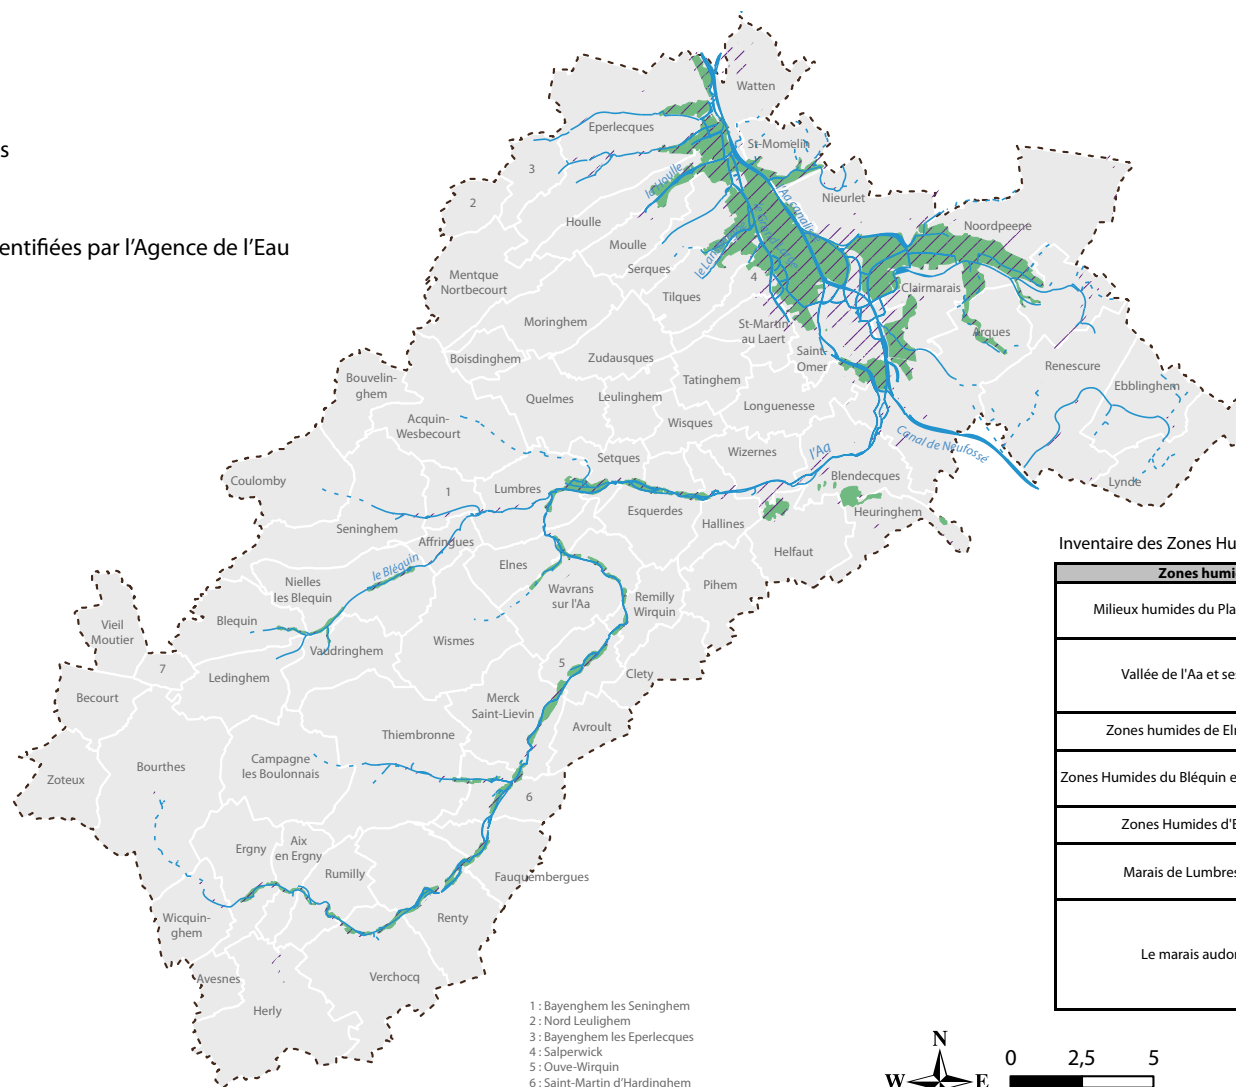 s
entifiées par l'Agence de l'Eau
Watten
Eperlecques
St-Momelin
3
la Houlle
2
l'Aa canali
Nieurlet
Houlle
Noordpeene
Moulle
Serques
4
Mentque
Nortbecourt
Tilques
Clairmarais
Moringhem
St-Martin
au Laert
Arques
Boisdinghem
Zudausques
Saint-
Omer
Renescure
Bouvelin-
ghem
Tatinghem
Ebblinghem
Quelmes
Leulinghem
Longuenesse
Acquin-
Wesbecourt
Wisques
Canal de Neufossé
Setques
Wizernes
l'Aa
Coulomby
1
Lumbres
Blendecques
Lynde
Esquerdes
Heuringhem
Seninghem
Hallines
Affringues
Helfaut
le Bléquin
Elnes
Nielles
les Blequin
Wavrans
sur l'Aa
Pihem
Remilly
Wirquin
Blequin
Vieil
Moutier
Wismes
Vaudringhem
7
5
Ledinghem
Clety
Becourt
Merck
Saint-Lievin
Avroult
Thiembronne
Campagne
les Boulonnais
Bourthes
Zoteux
6
Ergny
Aix
en Ergny
Rumilly
Fauquembergues
Wicquin-
ghem
Renty
Avesnes
Verchocq
Herly
Inventaire des Zones Hu
Zones humi
Milieux humides du Pla
Vallée de l'Aa et ses
Zones humides de Eln
Zones Humides du Bléquin e
Zones Humides d'E
Marais de Lumbres
Le marais audor
1 : Bayenghem les Seninghem
2 : Nord Leulighem
3 : Bayenghem les Eperlecques
4 : Salperwick
5 : Ouve-Wirquin
6 : Saint-Martin d'Hardinghem
N
W E
0 2,5 5